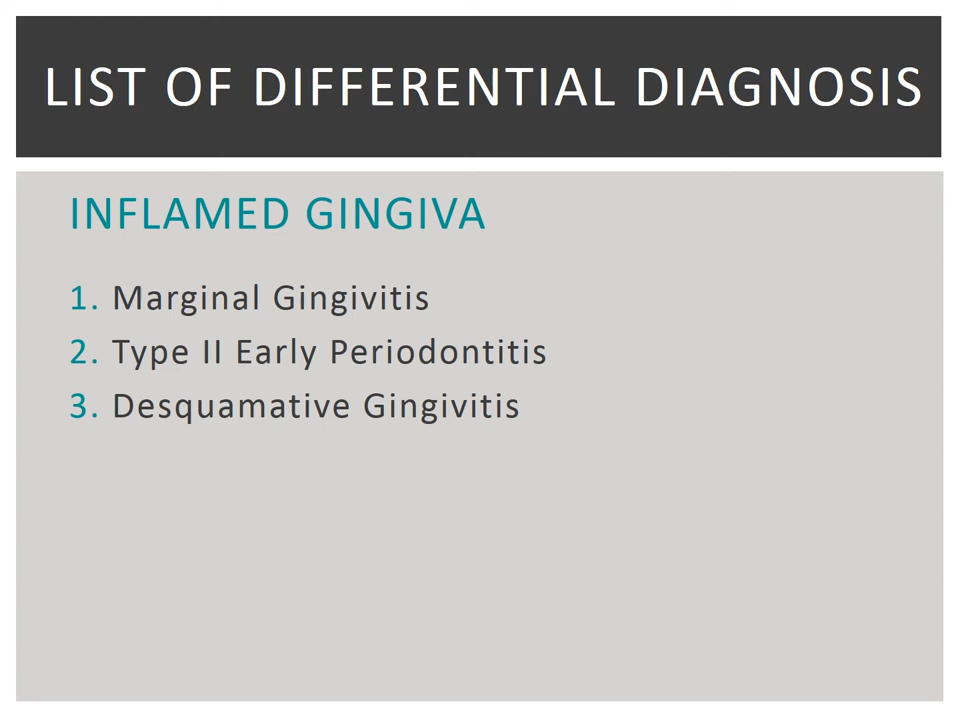 LIST OF DIFFERENTIAL DIAGNOSIS
INFLAMED GINGIVA
1. Marginal Gingivitis
2. Type II Early Periodontitis
3. Desquamative Gingivitis